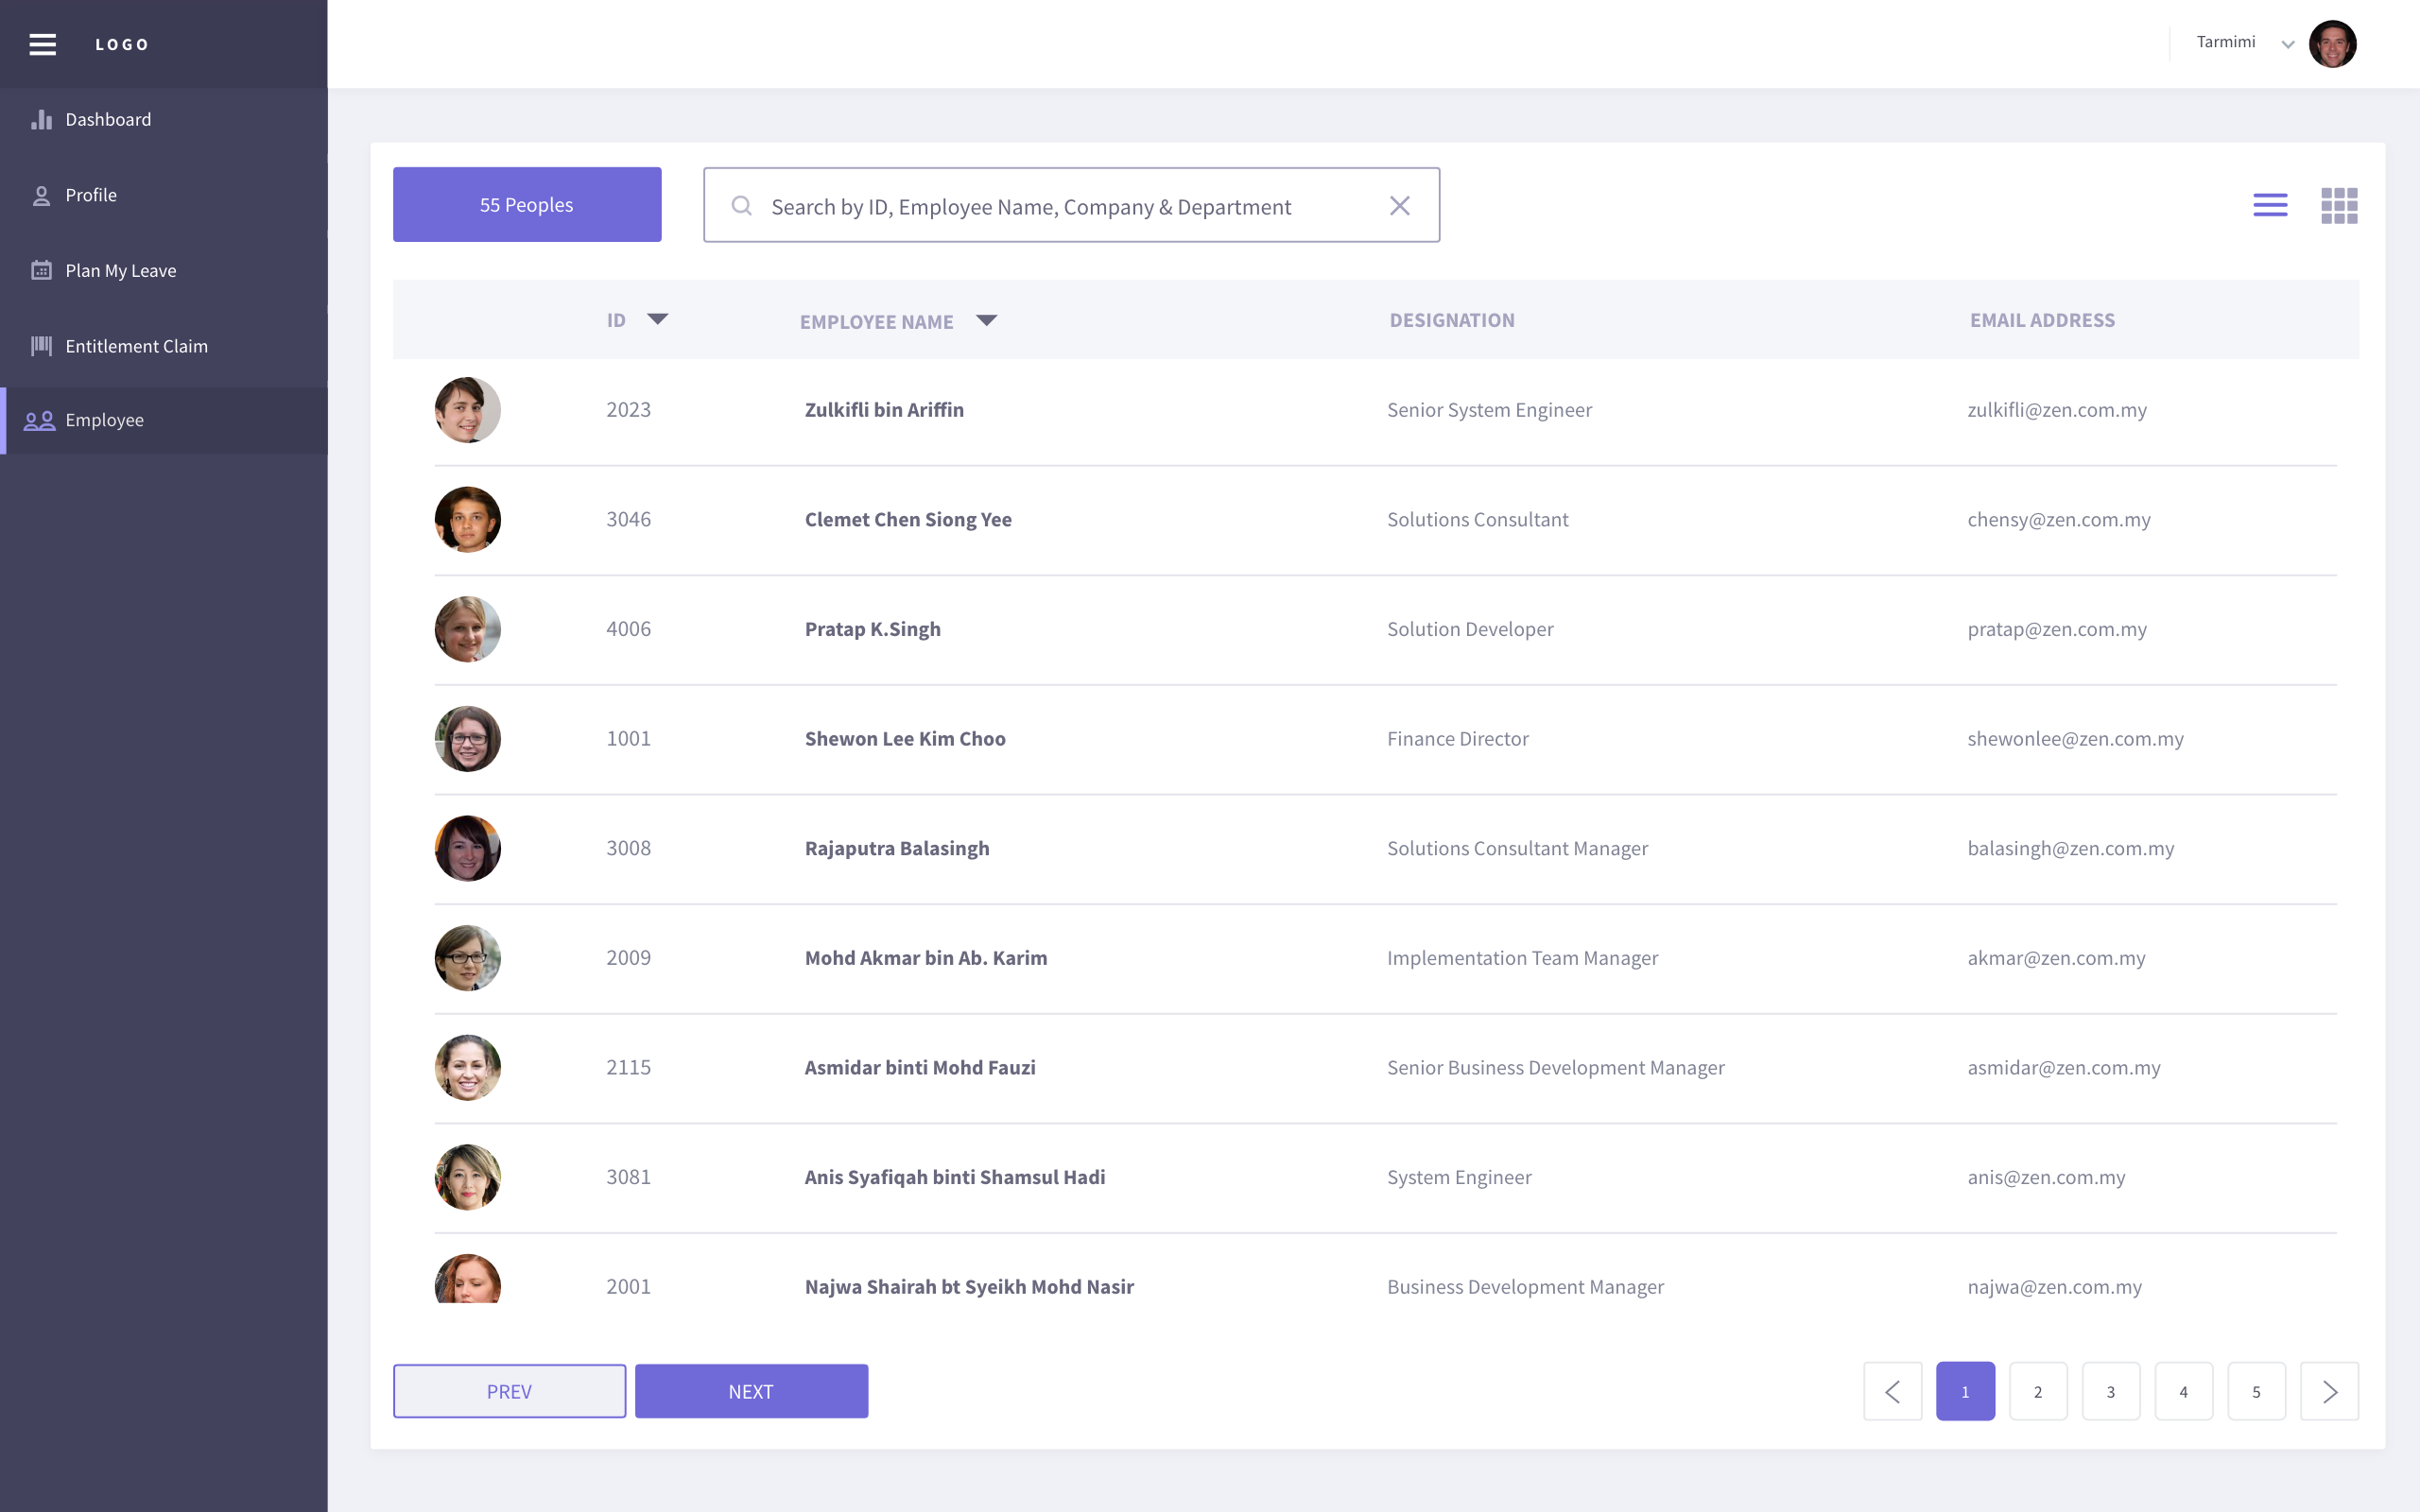 LOGO
Tarmimi
Dashboard
Profile
Plan My Leave
Entitlement Claim
Employee
55 Peoples
Search by ID, Employee Name, Company & Department
ID EMPLOYEE NAME DESIGNATION EMAIL ADDRESS
2023 Zulkifli bin Ariffin Senior System Engineer zulkifli@zen.com.my
3046 Clemet Chen Siong Yee Solutions Consultant chensy@zen.com.my
4006 Pratap K.Singh Solution Developer pratap@zen.com.my
1001 Shewon Lee Kim Choo Finance Director shewonlee@zen.com.my
3008 Rajaputra Balasingh Solutions Consultant Manager balasingh@zen.com.my
2009 Mohd Akmar bin Ab. Karim Implementation Team Manager akmar@zen.com.my
2115 Asmidar binti Mohd Fauzi Senior Business Development Manager asmidar@zen.com.my
3081 Anis Syafiqah binti Shamsul Hadi System Engineer anis@zen.com.my
2001 Najwa Shairah bt Syeikh Mohd Nasir Business Development Manager najwa@zen.com.my
PREV NEXT 1 2 3 4 5